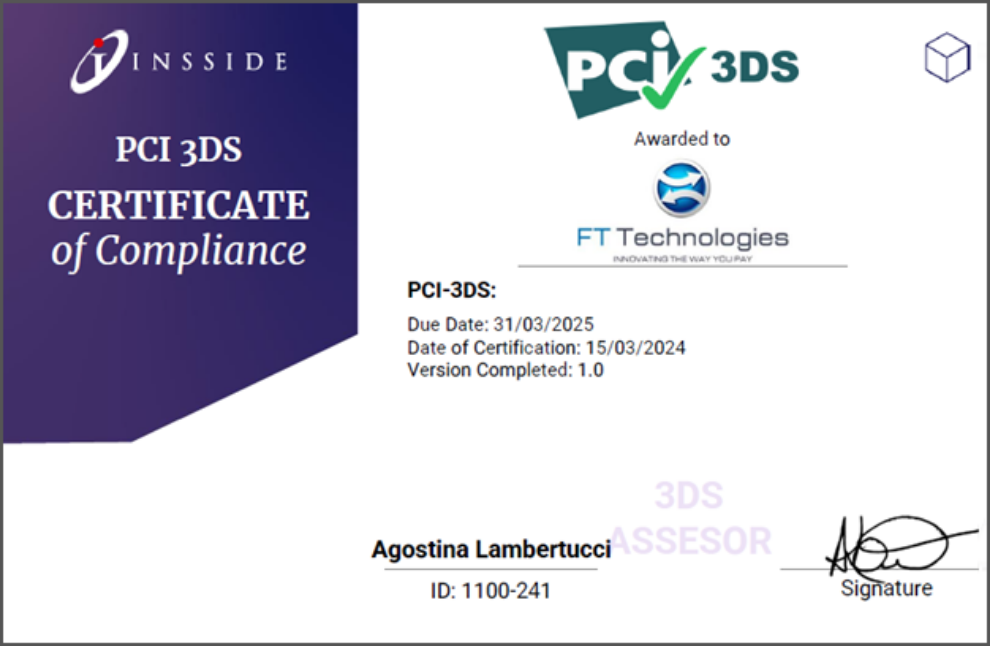 INSSIDE
PCI 3DS
CERTIFICATE
of Compliance
PCi 3DS
Awarded to
FT Technologies
INNOVATING THE WAY YOU PAY
PCI-3DS:
Due Date: 31/03/2025
Date of Certification: 15/03/2024
Version Completed: 1.0
3DS
ASSESOR
Agostina Lambertucci
ID: 1100-241
Signature